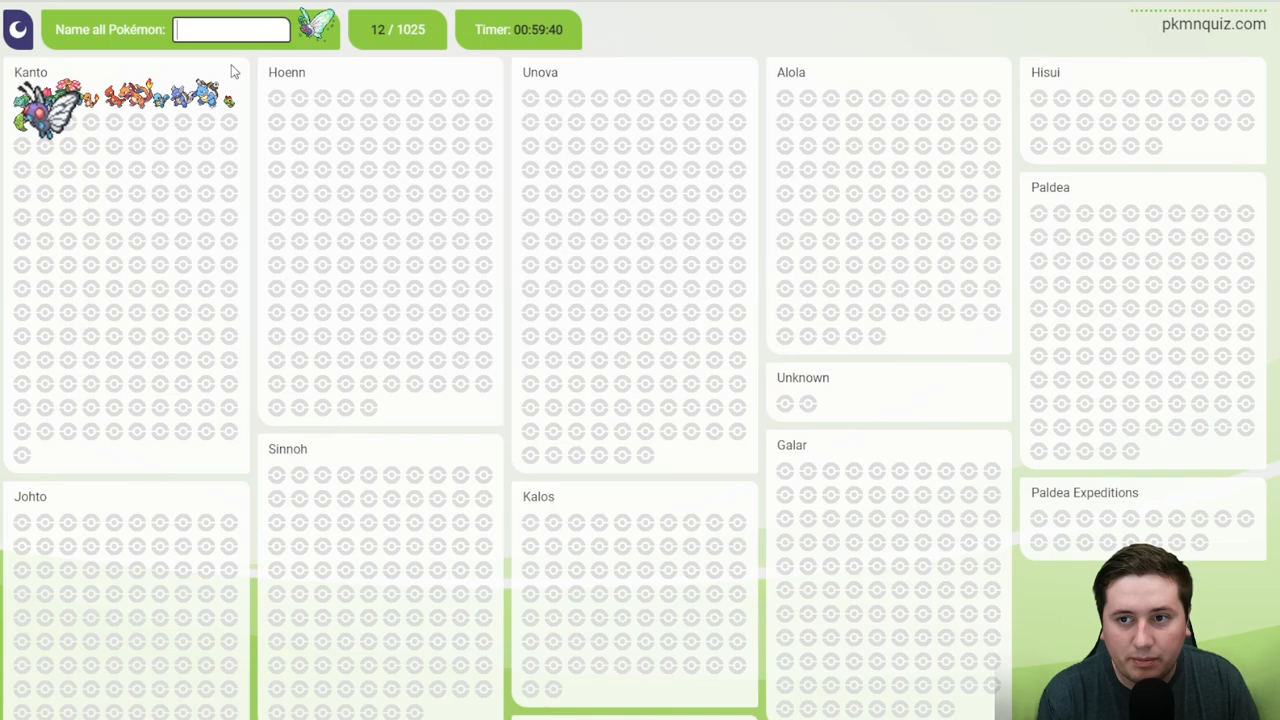 Name all Pokémon:
12 / 1025
Timer: 00:59:40
pkmnquiz.com
Kanto
Hoenn
Unova
Alola
Hisui
Paldea
Unknown
Galar
Sinnoh
Johto
Kalos
Paldea Expeditions